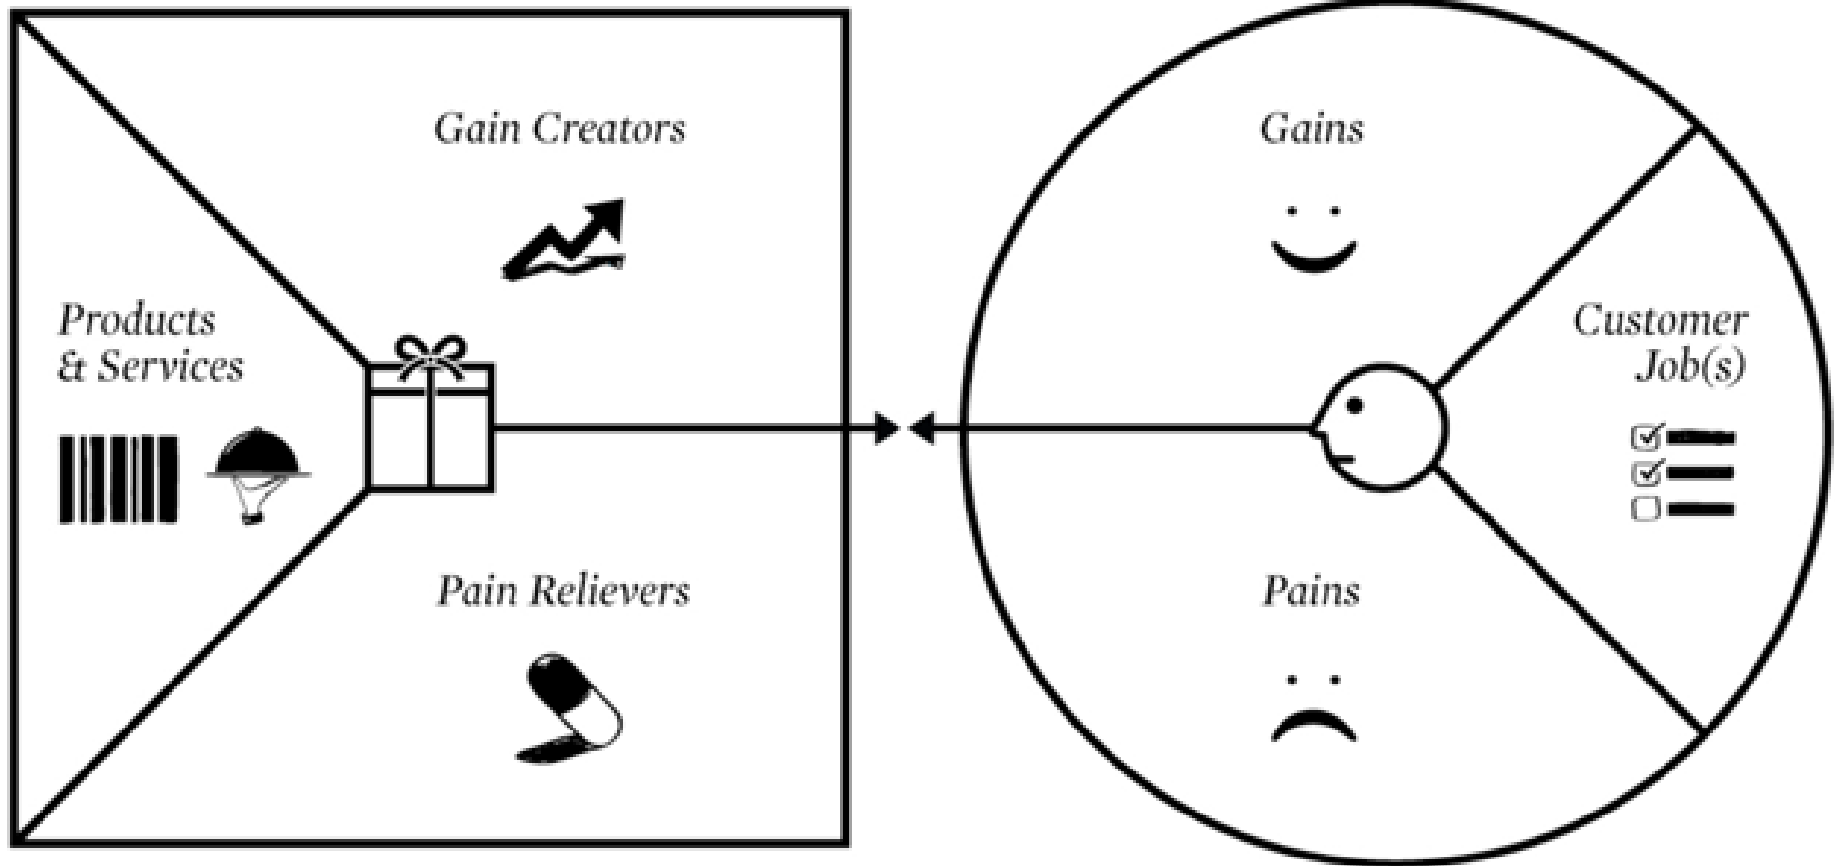 Gain Creators
Products
& Services
Pain Relievers
Gains
Customer
Job(s)
Pains